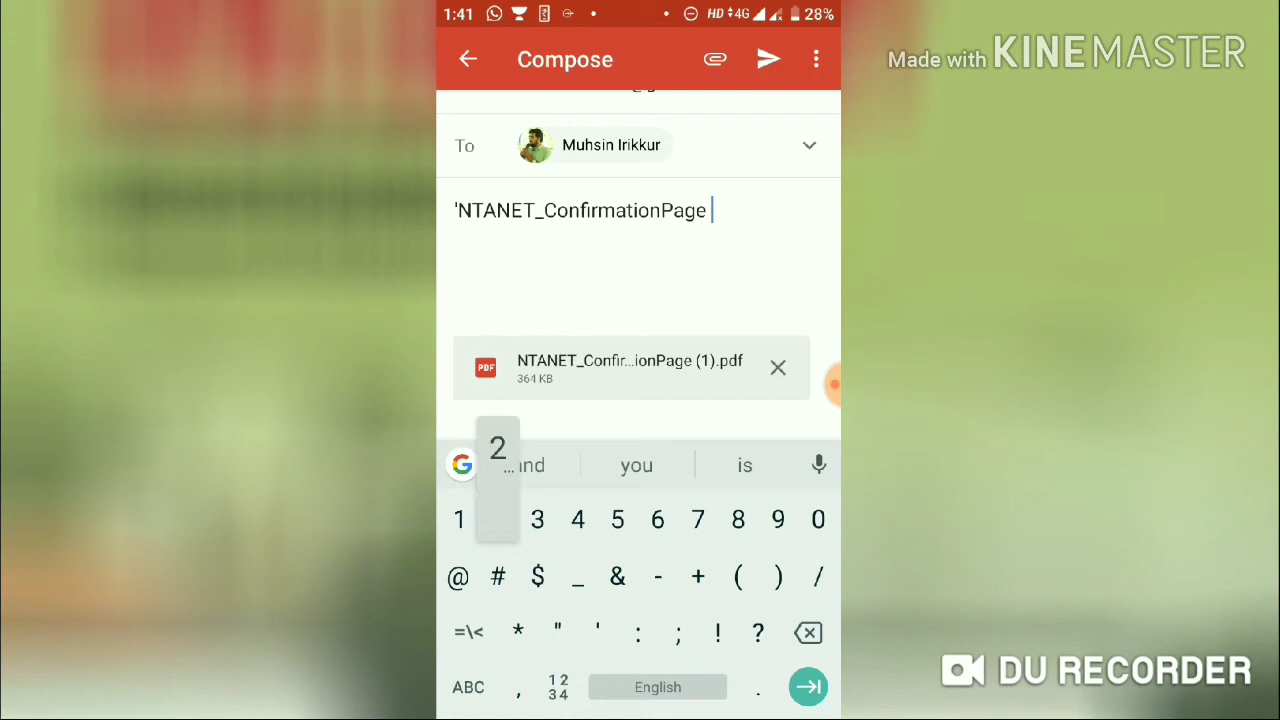 1:41 HD 4G 28%
Made with KINEMASTER
Compose
To Muhsin Irikkur
'NTANET_ConfirmationPage
PDF NTANET_Confir...ionPage (1).pdf
364 KB
2
you is
1 3 4 5 6 7 8 9 0
@ # $ _ & - + ( ) /
=\< * " ' : ; ! ?
ABC , 12 34 English .
DU RECORDER